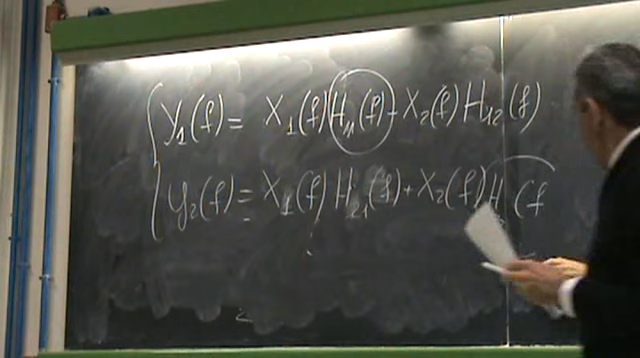 Y₁(f) = X₁(f) H₁₁(f) + X₂(f) H₁₂(f)
Y₂(f) = X₁(f) H₂₁(f) + X₂(f) H (f